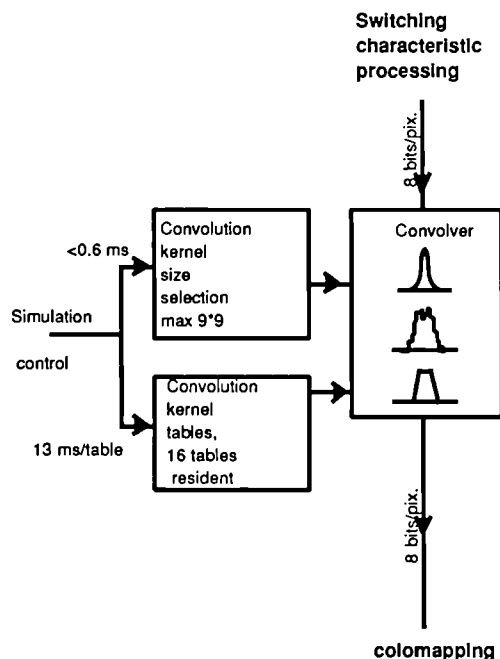 Switching
characteristic
processing
8 bits/pix.
Convolution
kernel
size
selection
max 9*9
Convolver
<0.6 ms
Simulation
control
13 ms/table
Convolution
kernel
tables,
16 tables
resident
8 bits/pix.
colomapping